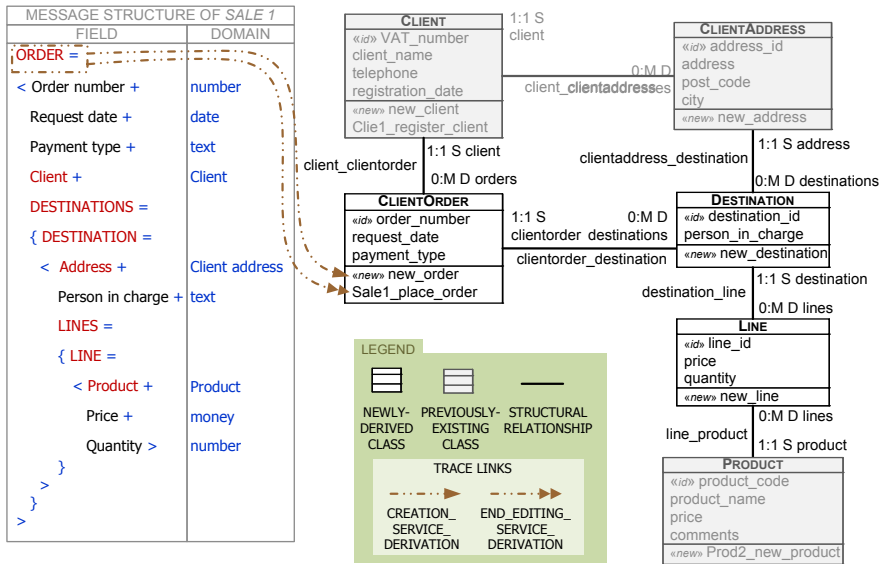 MESSAGE STRUCTURE OF SALE 1
FIELD DOMAIN
ORDER =
< Order number + number
Request date + date
Payment type + text
Client + Client
DESTINATIONS =
{ DESTINATION =
< Address + Client address
Person in charge + text
LINES =
{ LINE =
< Product + Product
Price + money
Quantity > number
}
>
}
>
CLIENT
«id» VAT_number
client_name
telephone
registration_date
«new» new_client
Clie1_register_client
1:1 S
client
0:M D
client_clientaddress
CLIENTADDRESS
«id» address_id
address
post_code
city
«new» new_address
1:1 S client
client_clientorder
0:M D orders
1:1 S address
clientaddress_destination
0:M D destinations
CLIENTORDER
«id» order_number
request_date
payment_type
«new» new_order
Sale1_place_order
1:1 S 0:M D
clientorder destinations
clientorder_destination
DESTINATION
«id» destination_id
person_in_charge
«new» new_destination
1:1 S destination
destination_line
0:M D lines
LINE
«id» line_id
price
quantity
«new» new_line
0:M D lines
line_product
1:1 S product
PRODUCT
«id» product_code
product_name
price
comments
«new» Prod2_new_product
LEGEND
NEWLY-
DERIVED
CLASS
PREVIOUSLY-
EXISTING
CLASS
STRUCTURAL
RELATIONSHIP
TRACE LINKS
CREATION_
SERVICE_
DERIVATION
END_EDITING_
SERVICE_
DERIVATION